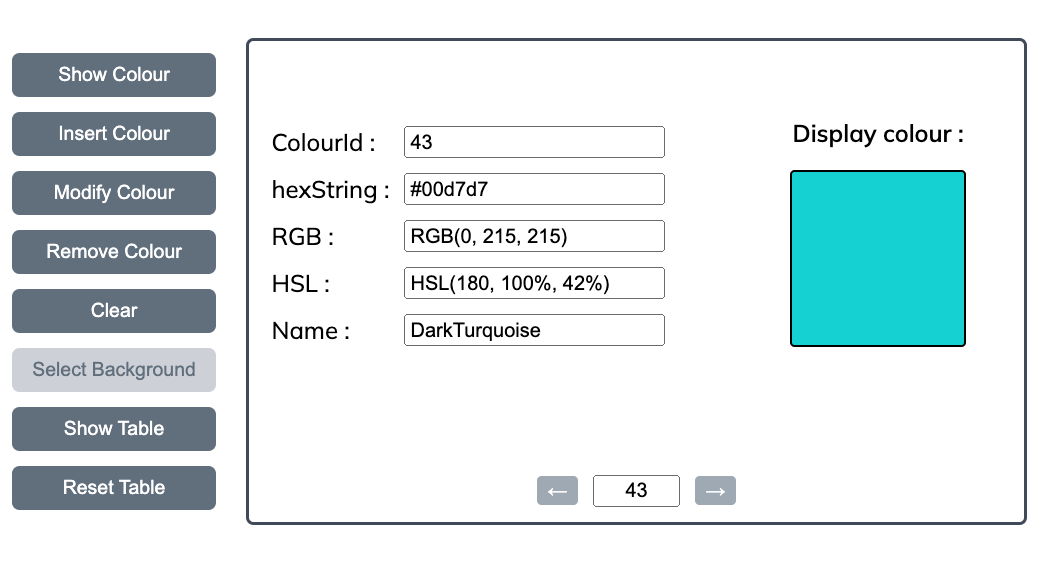 Show Colour
Insert Colour
Modify Colour
Remove Colour
Clear
Select Background
Show Table
Reset Table
ColourId : 43
hexString : #00d7d7
RGB : RGB(0, 215, 215)
HSL : HSL(180, 100%, 42%)
Name : DarkTurquoise
Display colour :
← 43 →